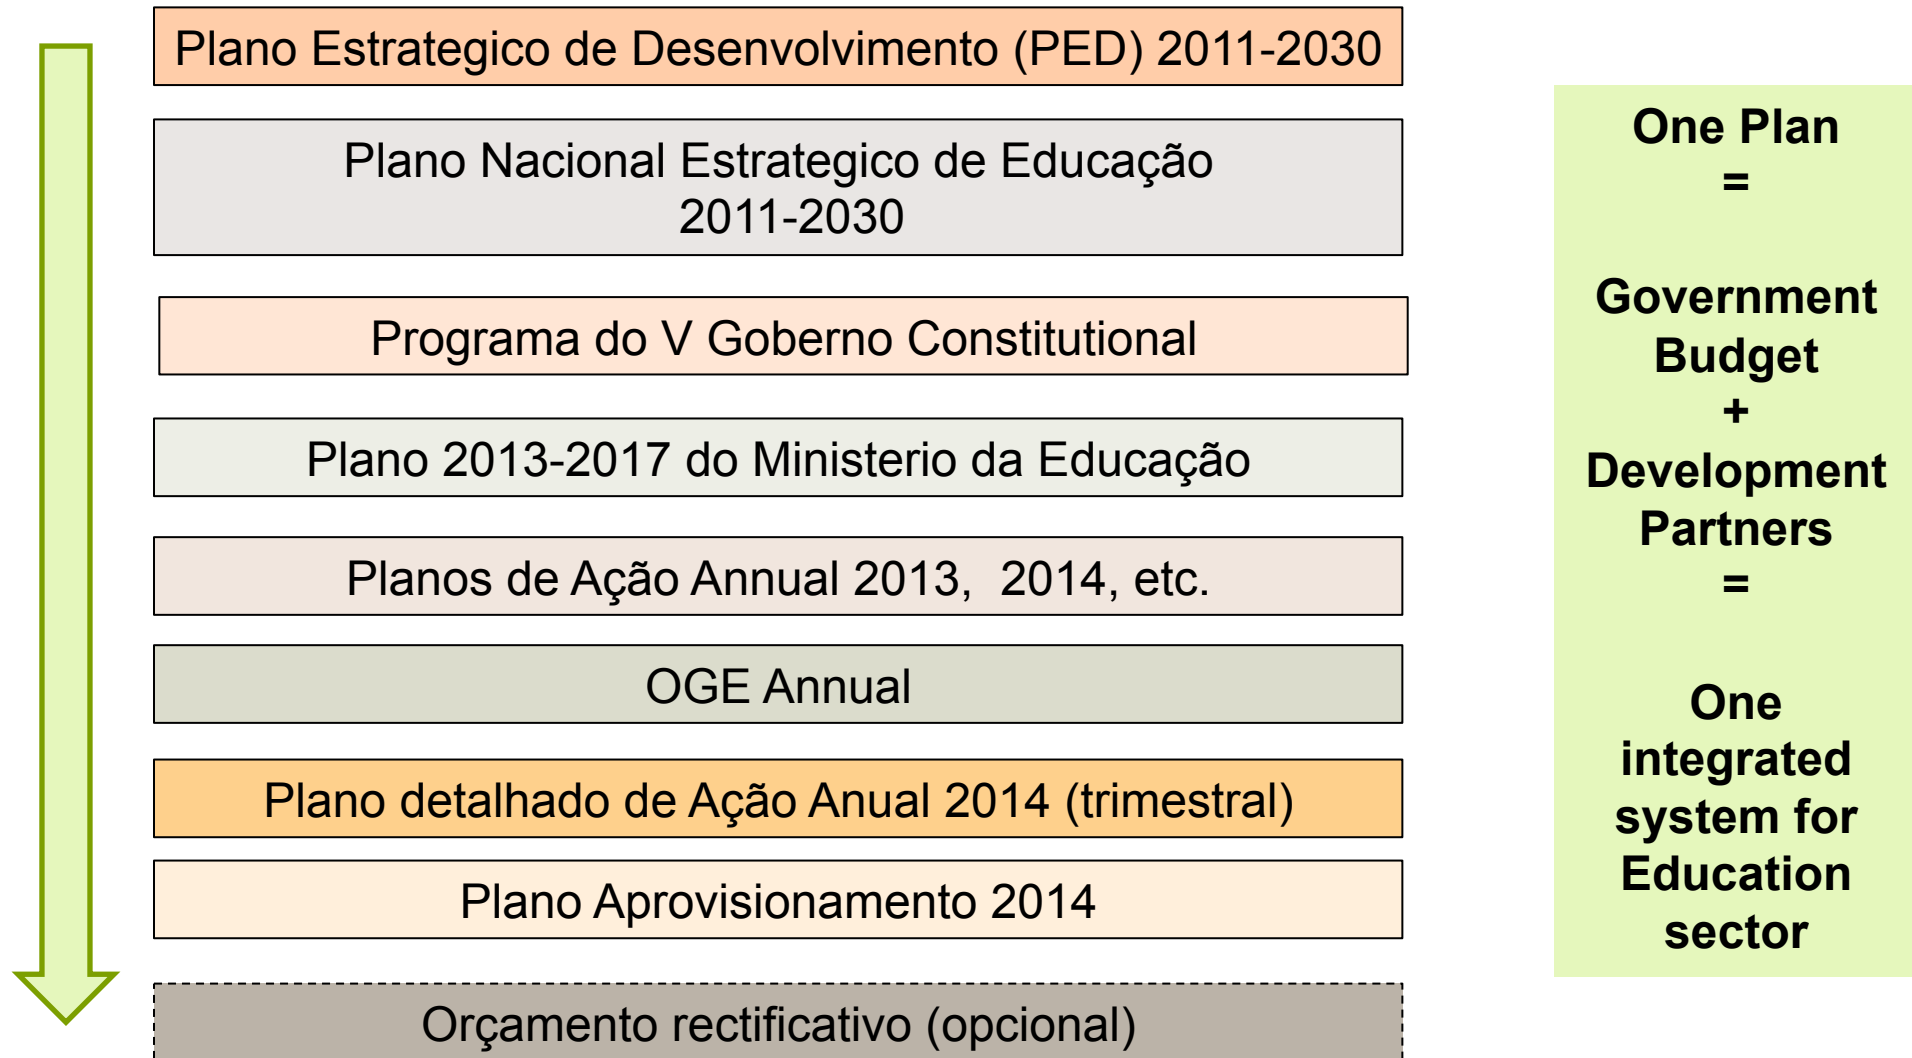 Plano Estrategico de Desenvolvimento (PED) 2011-2030
Plano Nacional Estrategico de Educação
2011-2030
Programa do V Goberno Constitutional
Plano 2013-2017 do Ministerio da Educação
Planos de Ação Annual 2013,  2014, etc.
OGE Annual
Plano detalhado de Ação Anual 2014 (trimestral)
Plano Aprovisionamento 2014
Orçamento rectificativo (opcional)
One Plan
=
Government
Budget
+
Development
Partners
=
One
integrated
system for
Education
sector